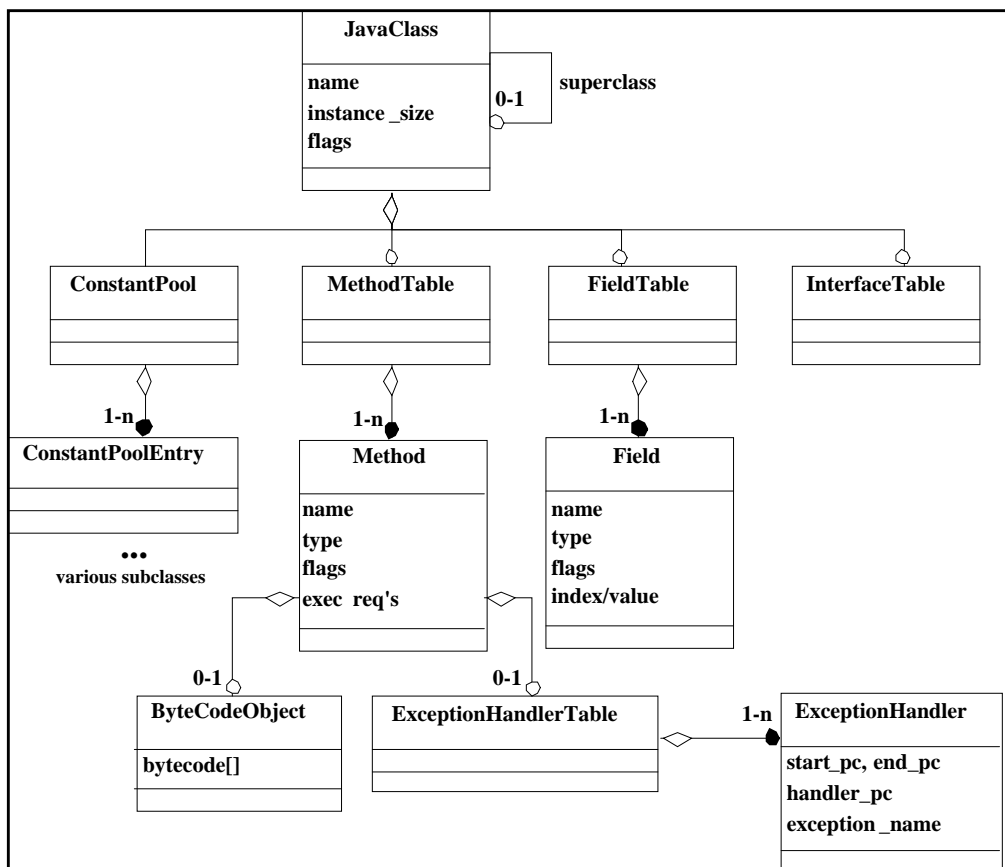 JavaClass
name
instance _size
flags
0-1
superclass
ConstantPool
MethodTable
FieldTable
InterfaceTable
1-n
1-n
1-n
ConstantPoolEntry
Method
Field
name
type
flags
exec req's
name
type
flags
index/value
•••
various subclasses
0-1
0-1
ByteCodeObject
bytecode[]
ExceptionHandlerTable
1-n
ExceptionHandler
start_pc, end_pc
handler_pc
exception _name